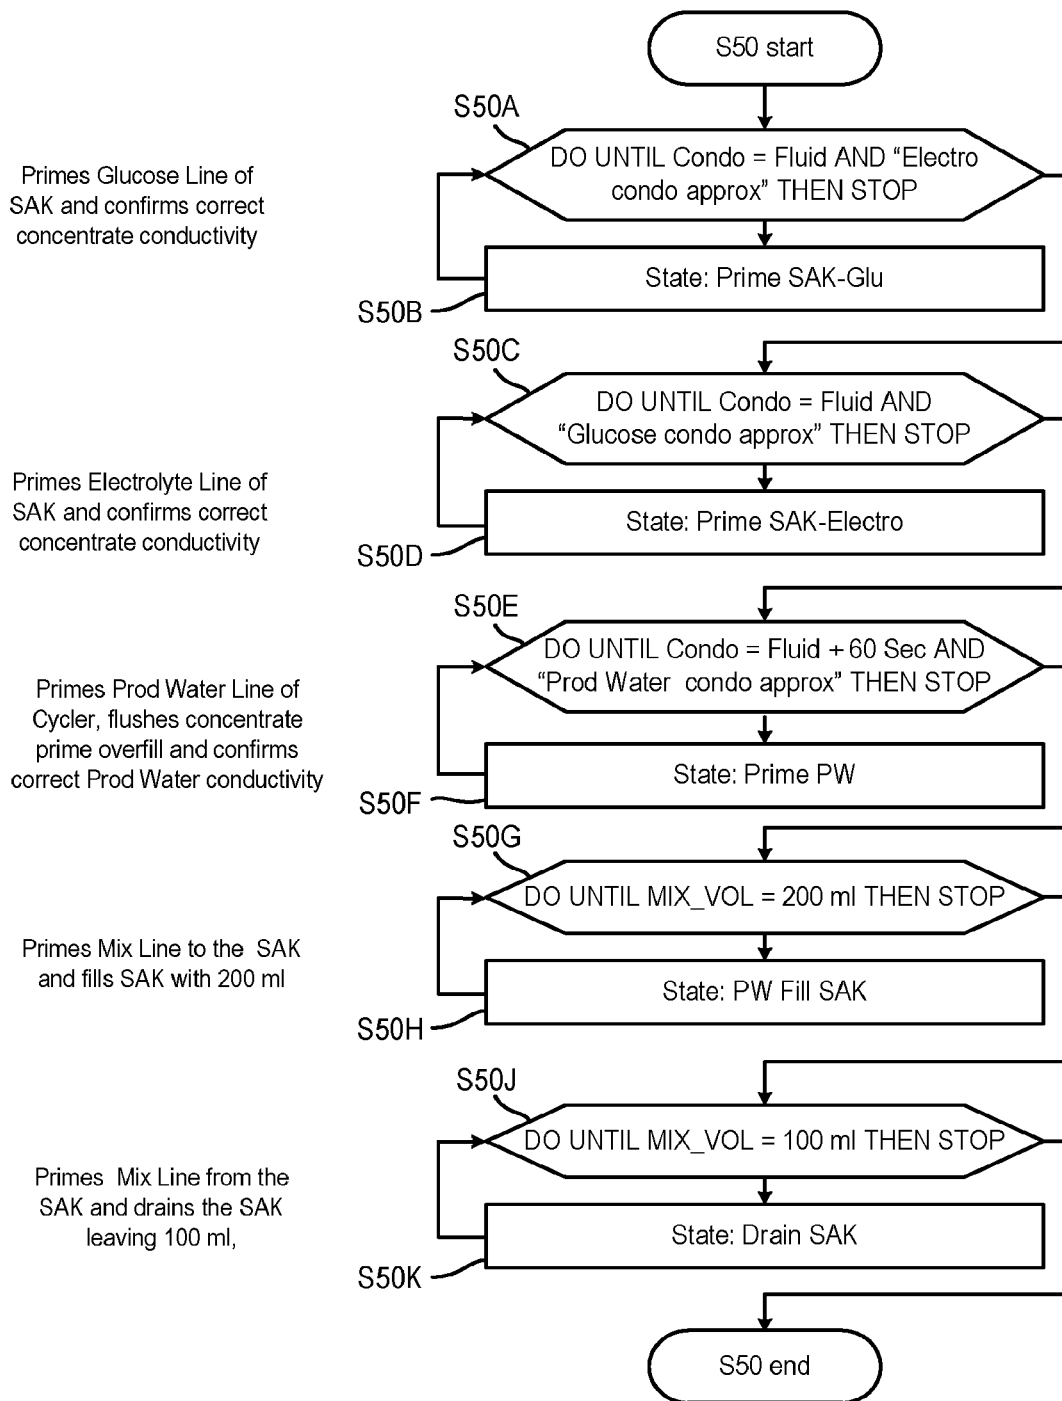 S50 start
S50A
DO UNTIL Condo = Fluid AND “Electro
condo approx” THEN STOP
Primes Glucose Line of
SAK and confirms correct
concentrate conductivity
State: Prime SAK-Glu
S50B
S50C
DO UNTIL Condo = Fluid AND
“Glucose condo approx” THEN STOP
Primes Electrolyte Line of
SAK and confirms correct
concentrate conductivity
State: Prime SAK-Electro
S50D
S50E
DO UNTIL Condo = Fluid + 60 Sec AND
“Prod Water condo approx” THEN STOP
Primes Prod Water Line of
Cycler, flushes concentrate
prime overfill and confirms
correct Prod Water conductivity
State: Prime PW
S50F
S50G
DO UNTIL MIX_VOL = 200 ml THEN STOP
Primes Mix Line to the SAK
and fills SAK with 200 ml
State: PW Fill SAK
S50H
S50J
DO UNTIL MIX_VOL = 100 ml THEN STOP
Primes Mix Line from the
SAK and drains the SAK
leaving 100 ml,
State: Drain SAK
S50K
S50 end